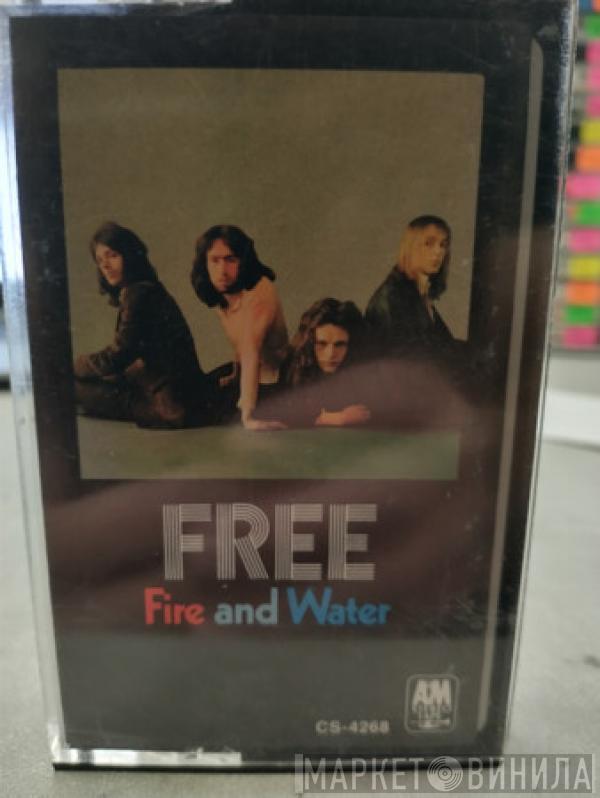 FREE
Fire and Water
A&M
CS-4268
МАРКЕТ ВИНИЛА